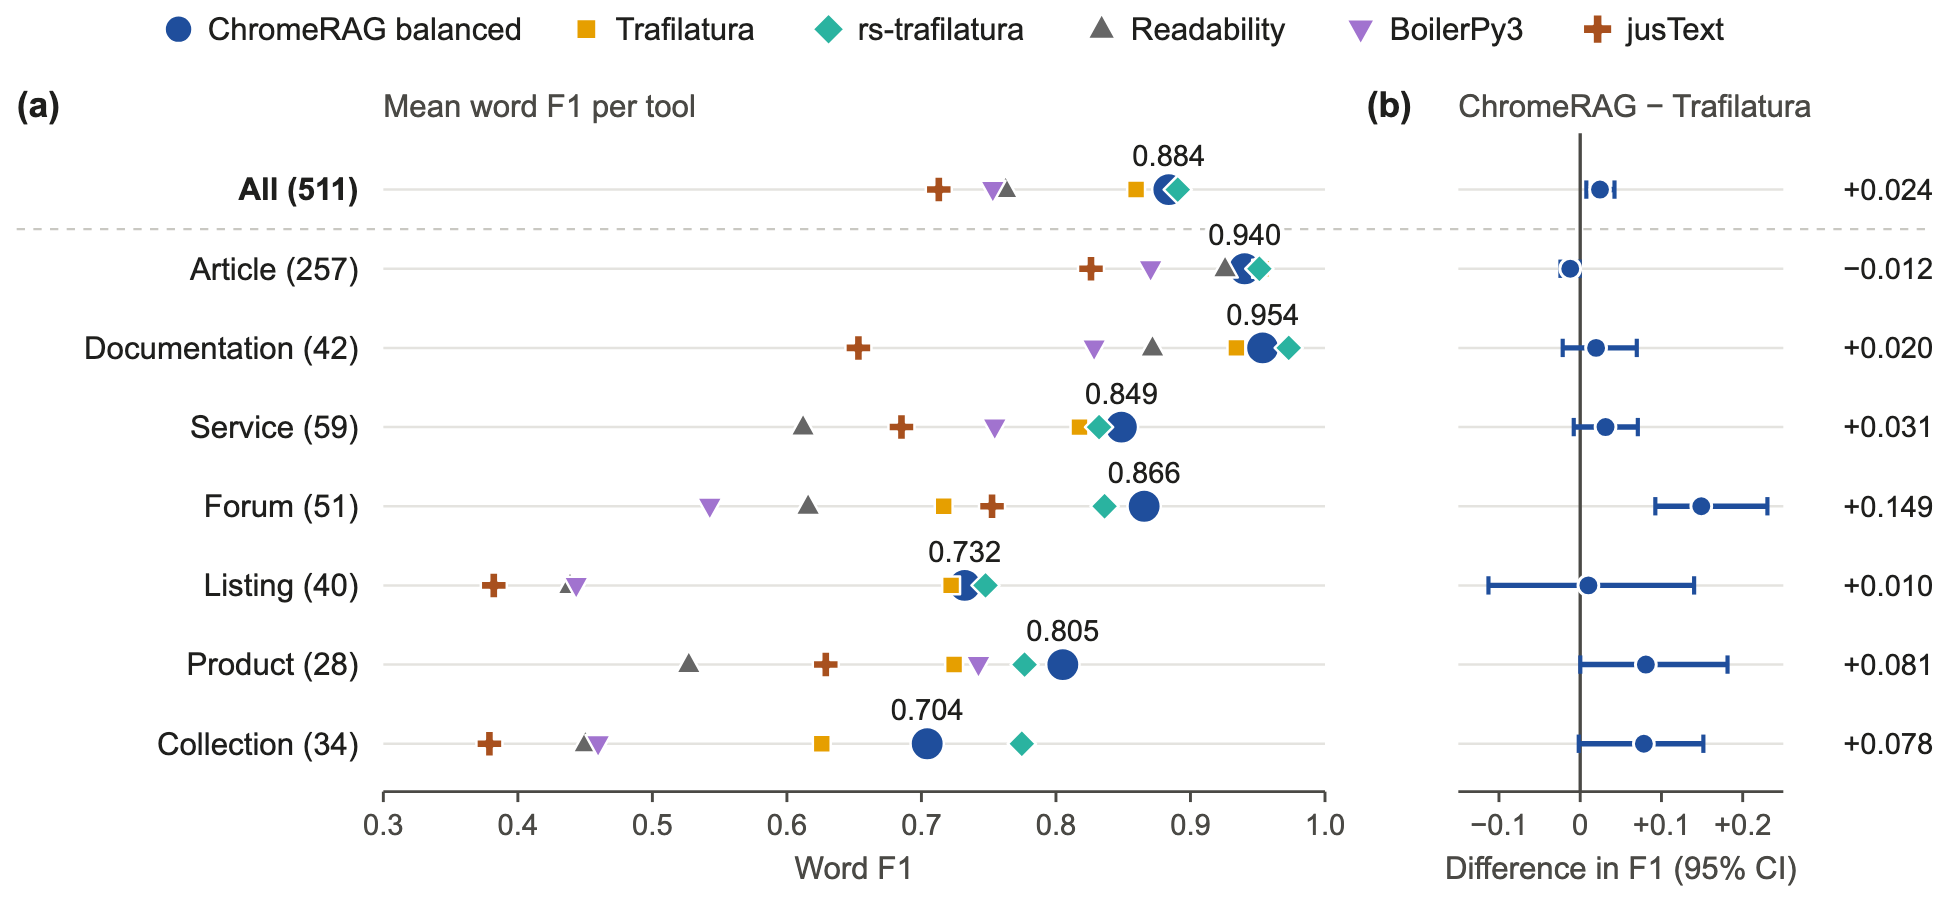 ChromeRAG balanced Trafilatura rs-trafilatura Readability BoilerPy3 jusText
(a) Mean word F1 per tool (b) ChromeRAG − Trafilatura
0.884
All (511) +0.024
0.940
Article (257) −0.012
0.954
Documentation (42) +0.020
0.849
Service (59) +0.031
0.866
Forum (51) +0.149
0.732
Listing (40) +0.010
0.805
Product (28) +0.081
0.704
Collection (34) +0.078
0.3 0.4 0.5 0.6 0.7 0.8 0.9 1.0 −0.1 0 +0.1 +0.2
Word F1 Difference in F1 (95% CI)